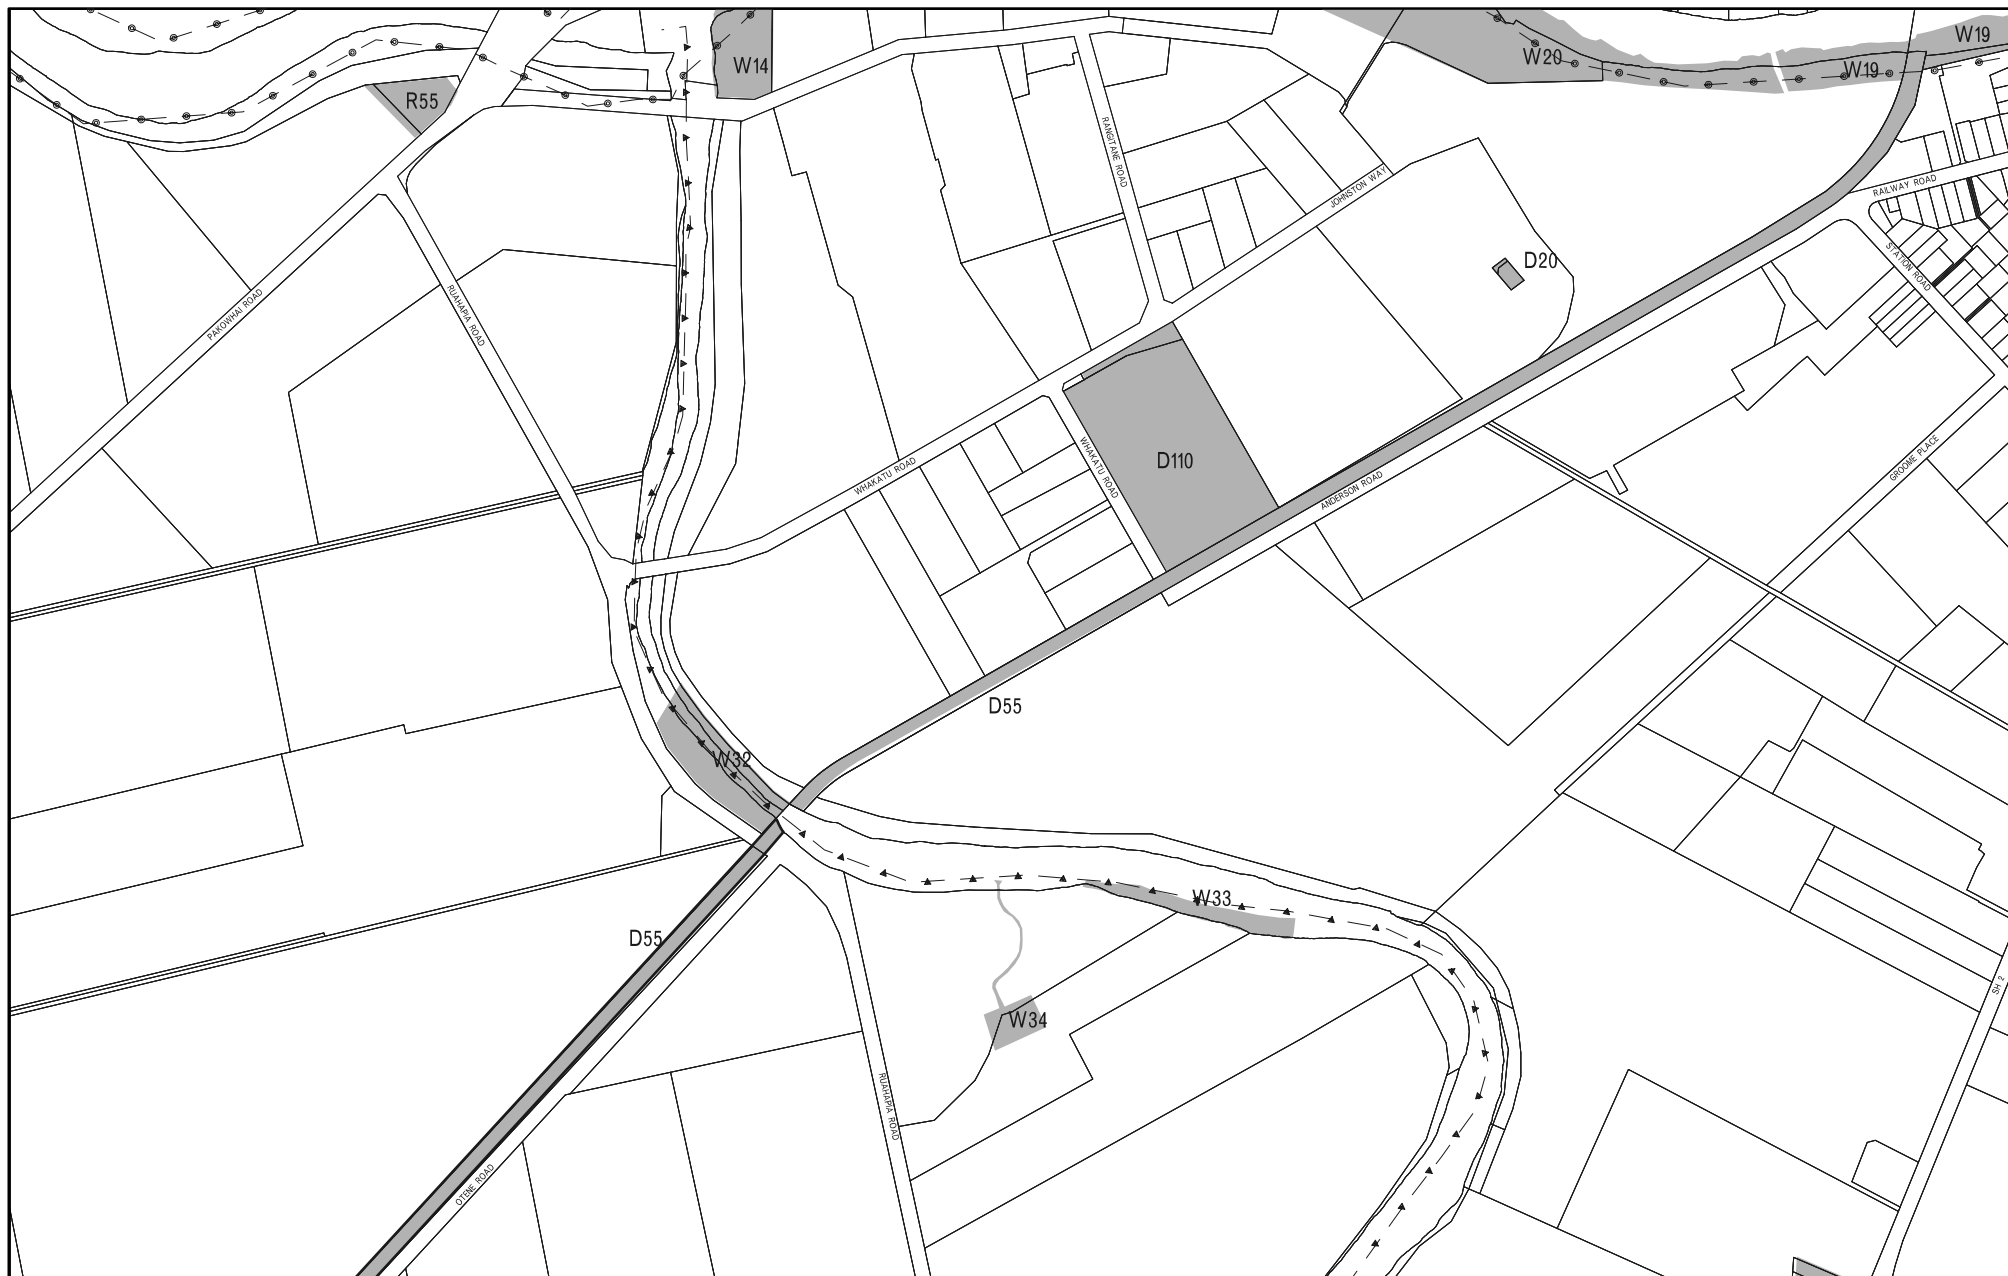 W19
W20
W14
W19
R55
RANGITANE ROAD
JOHNSTON WAY
RAILWAY ROAD
D20
STATION ROAD
PAKOWHAI ROAD
RUAHAPIA ROAD
D110
WHAKATU ROAD
WHAKATU ROAD
ANDERSON ROAD
GROOME PLACE
D55
W32
W33
D55
SH 2
W34
RUAHAPIA ROAD
OTENE ROAD